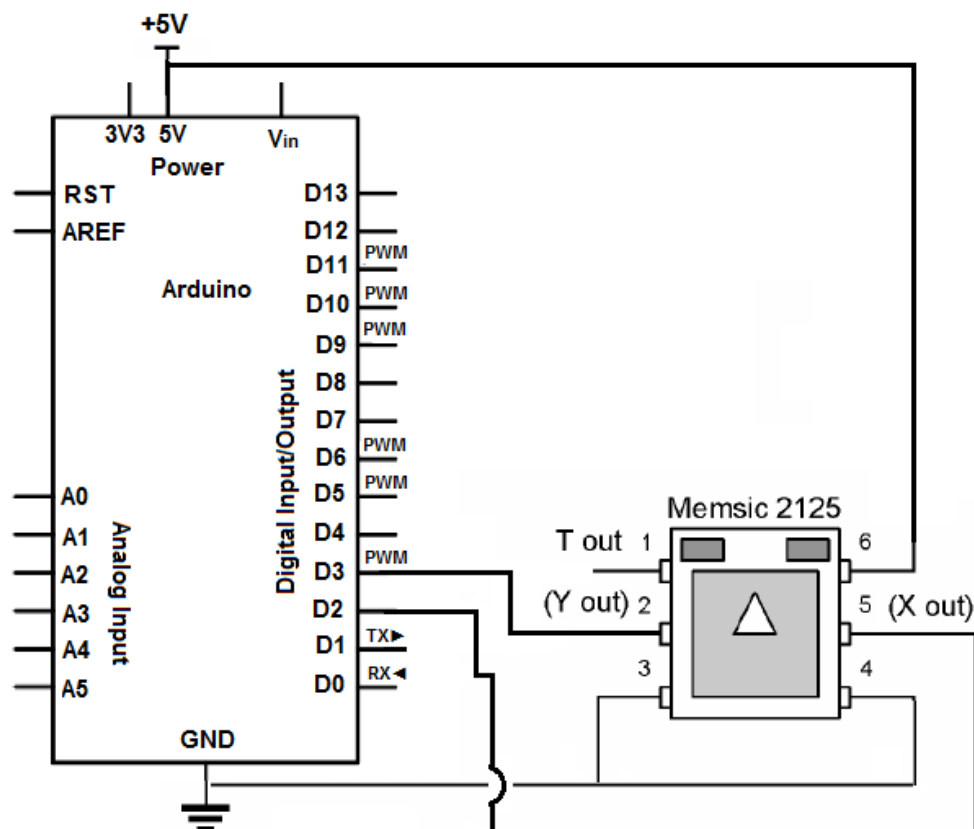 +5V
3V3 5V Vin
Power
RST
AREF
Arduino
D13
D12
D11 PWM
D10 PWM
D9 PWM
D8
D7
D6 PWM
D5 PWM
D4
D3 PWM
D2
D1 TX►
D0 RX◄
Digital Input/Output
A0
A1
A2
A3
A4
A5
Analog Input
GND
Memsic 2125
T out 1
(Y out) 2
3
6
5 (X out)
4